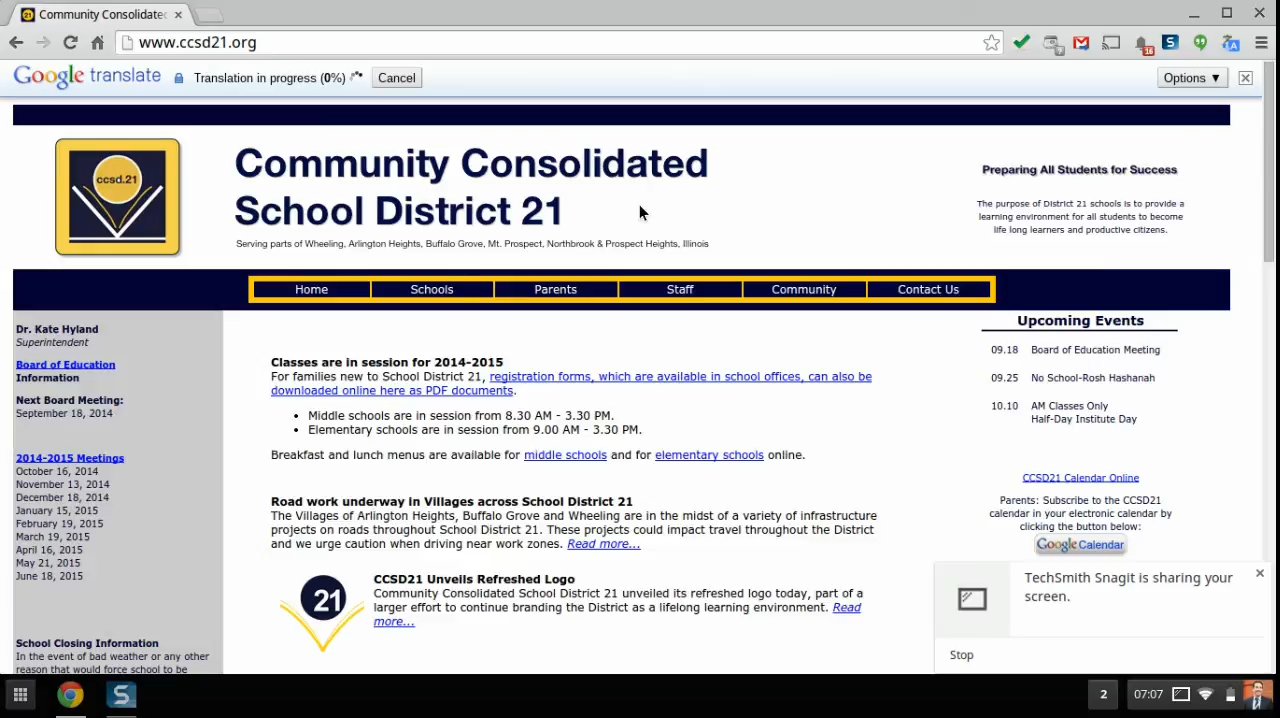 Community Consolidated
www.ccsd21.org
16
Google translate Translation in progress (0%) Cancel Options ▼
ccsd.21
Community Consolidated
School District 21
Serving parts of Wheeling, Arlington Heights, Buffalo Grove, Mt. Prospect, Northbrook & Prospect Heights, Illinois
Preparing All Students for Success
The purpose of District 21 schools is to provide a
learning environment for all students to become
life long learners and productive citizens.
Home Schools Parents Staff Community Contact Us
Dr. Kate Hyland
Superintendent
Board of Education
Information
Next Board Meeting:
September 18, 2014
2014-2015 Meetings
October 16, 2014
November 13, 2014
December 18, 2014
January 15, 2015
February 19, 2015
March 19, 2015
April 16, 2015
May 21, 2015
June 18, 2015
School Closing Information
In the event of bad weather or any other
reason that would force school to be
Classes are in session for 2014-2015
For families new to School District 21, registration forms, which are available in school offices, can also be
downloaded online here as PDF documents.
• Middle schools are in session from 8.30 AM - 3.30 PM.
• Elementary schools are in session from 9.00 AM - 3.30 PM.
Breakfast and lunch menus are available for middle schools and for elementary schools online.
Road work underway in Villages across School District 21
The Villages of Arlington Heights, Buffalo Grove and Wheeling are in the midst of a variety of infrastructure
projects on roads throughout School District 21. These projects could impact travel throughout the District
and we urge caution when driving near work zones. Read more...
21
CCSD21 Unveils Refreshed Logo
Community Consolidated School District 21 unveiled its refreshed logo today, part of a
larger effort to continue branding the District as a lifelong learning environment. Read
more...
Upcoming Events
09.18 Board of Education Meeting
09.25 No School-Rosh Hashanah
10.10 AM Classes Only
Half-Day Institute Day
CCSD21 Calendar Online
Parents: Subscribe to the CCSD21
calendar in your electronic calendar by
clicking the button below:
Google Calendar
TechSmith Snagit is sharing your
screen.
Stop
2 07:07